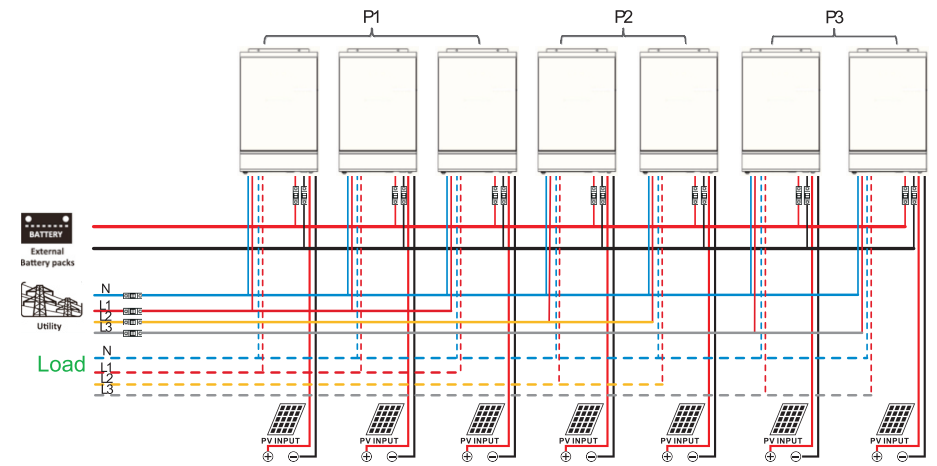 P1 P2 P3
BATTERY
External
Battery packs
Utility
N
L1
L2
L3
Load
N
L1
L2
L3
PV INPUT PV INPUT PV INPUT PV INPUT PV INPUT PV INPUT PV INPUT
+ − + − + − + − + − + − + −